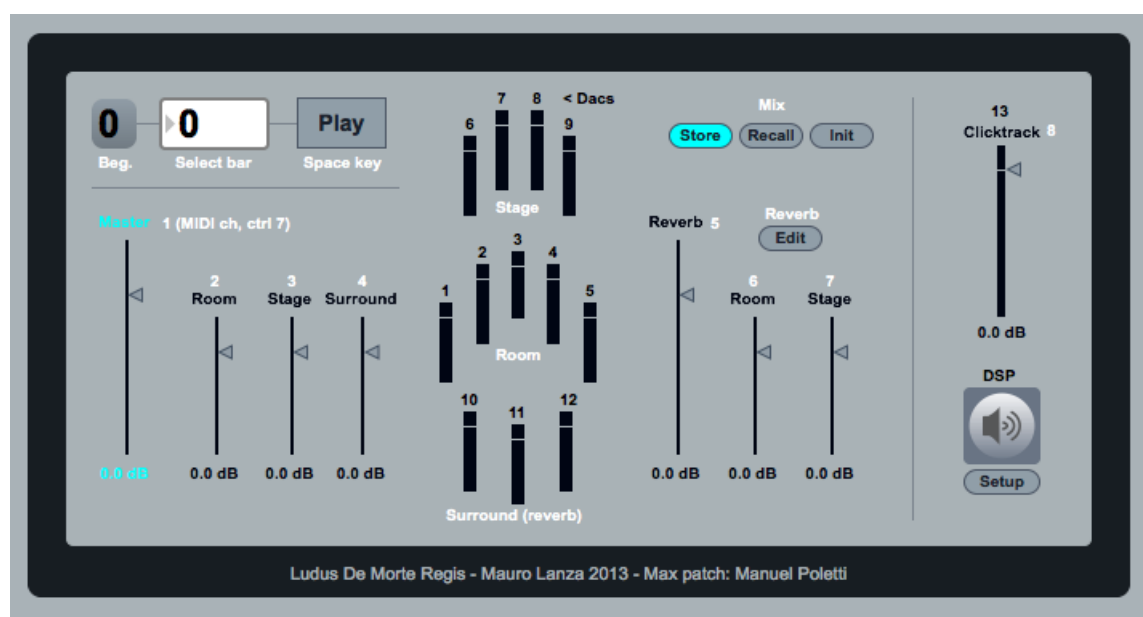 0
0
Play
Beg.
Select bar
Space key
Master
1 (MIDI ch, ctrl 7)
2
Room
3
Stage
4
Surround
0.0 dB
0.0 dB
0.0 dB
0.0 dB
6
7
8
< Dacs
9
Stage
1
2
3
4
5
Room
10
11
12
Surround (reverb)
Mix
Store
Recall
Init
Reverb 5
Reverb
Edit
6
Room
7
Stage
0.0 dB
0.0 dB
0.0 dB
13
Clicktrack 8
0.0 dB
DSP
Setup
Ludus De Morte Regis - Mauro Lanza 2013 - Max patch: Manuel Poletti